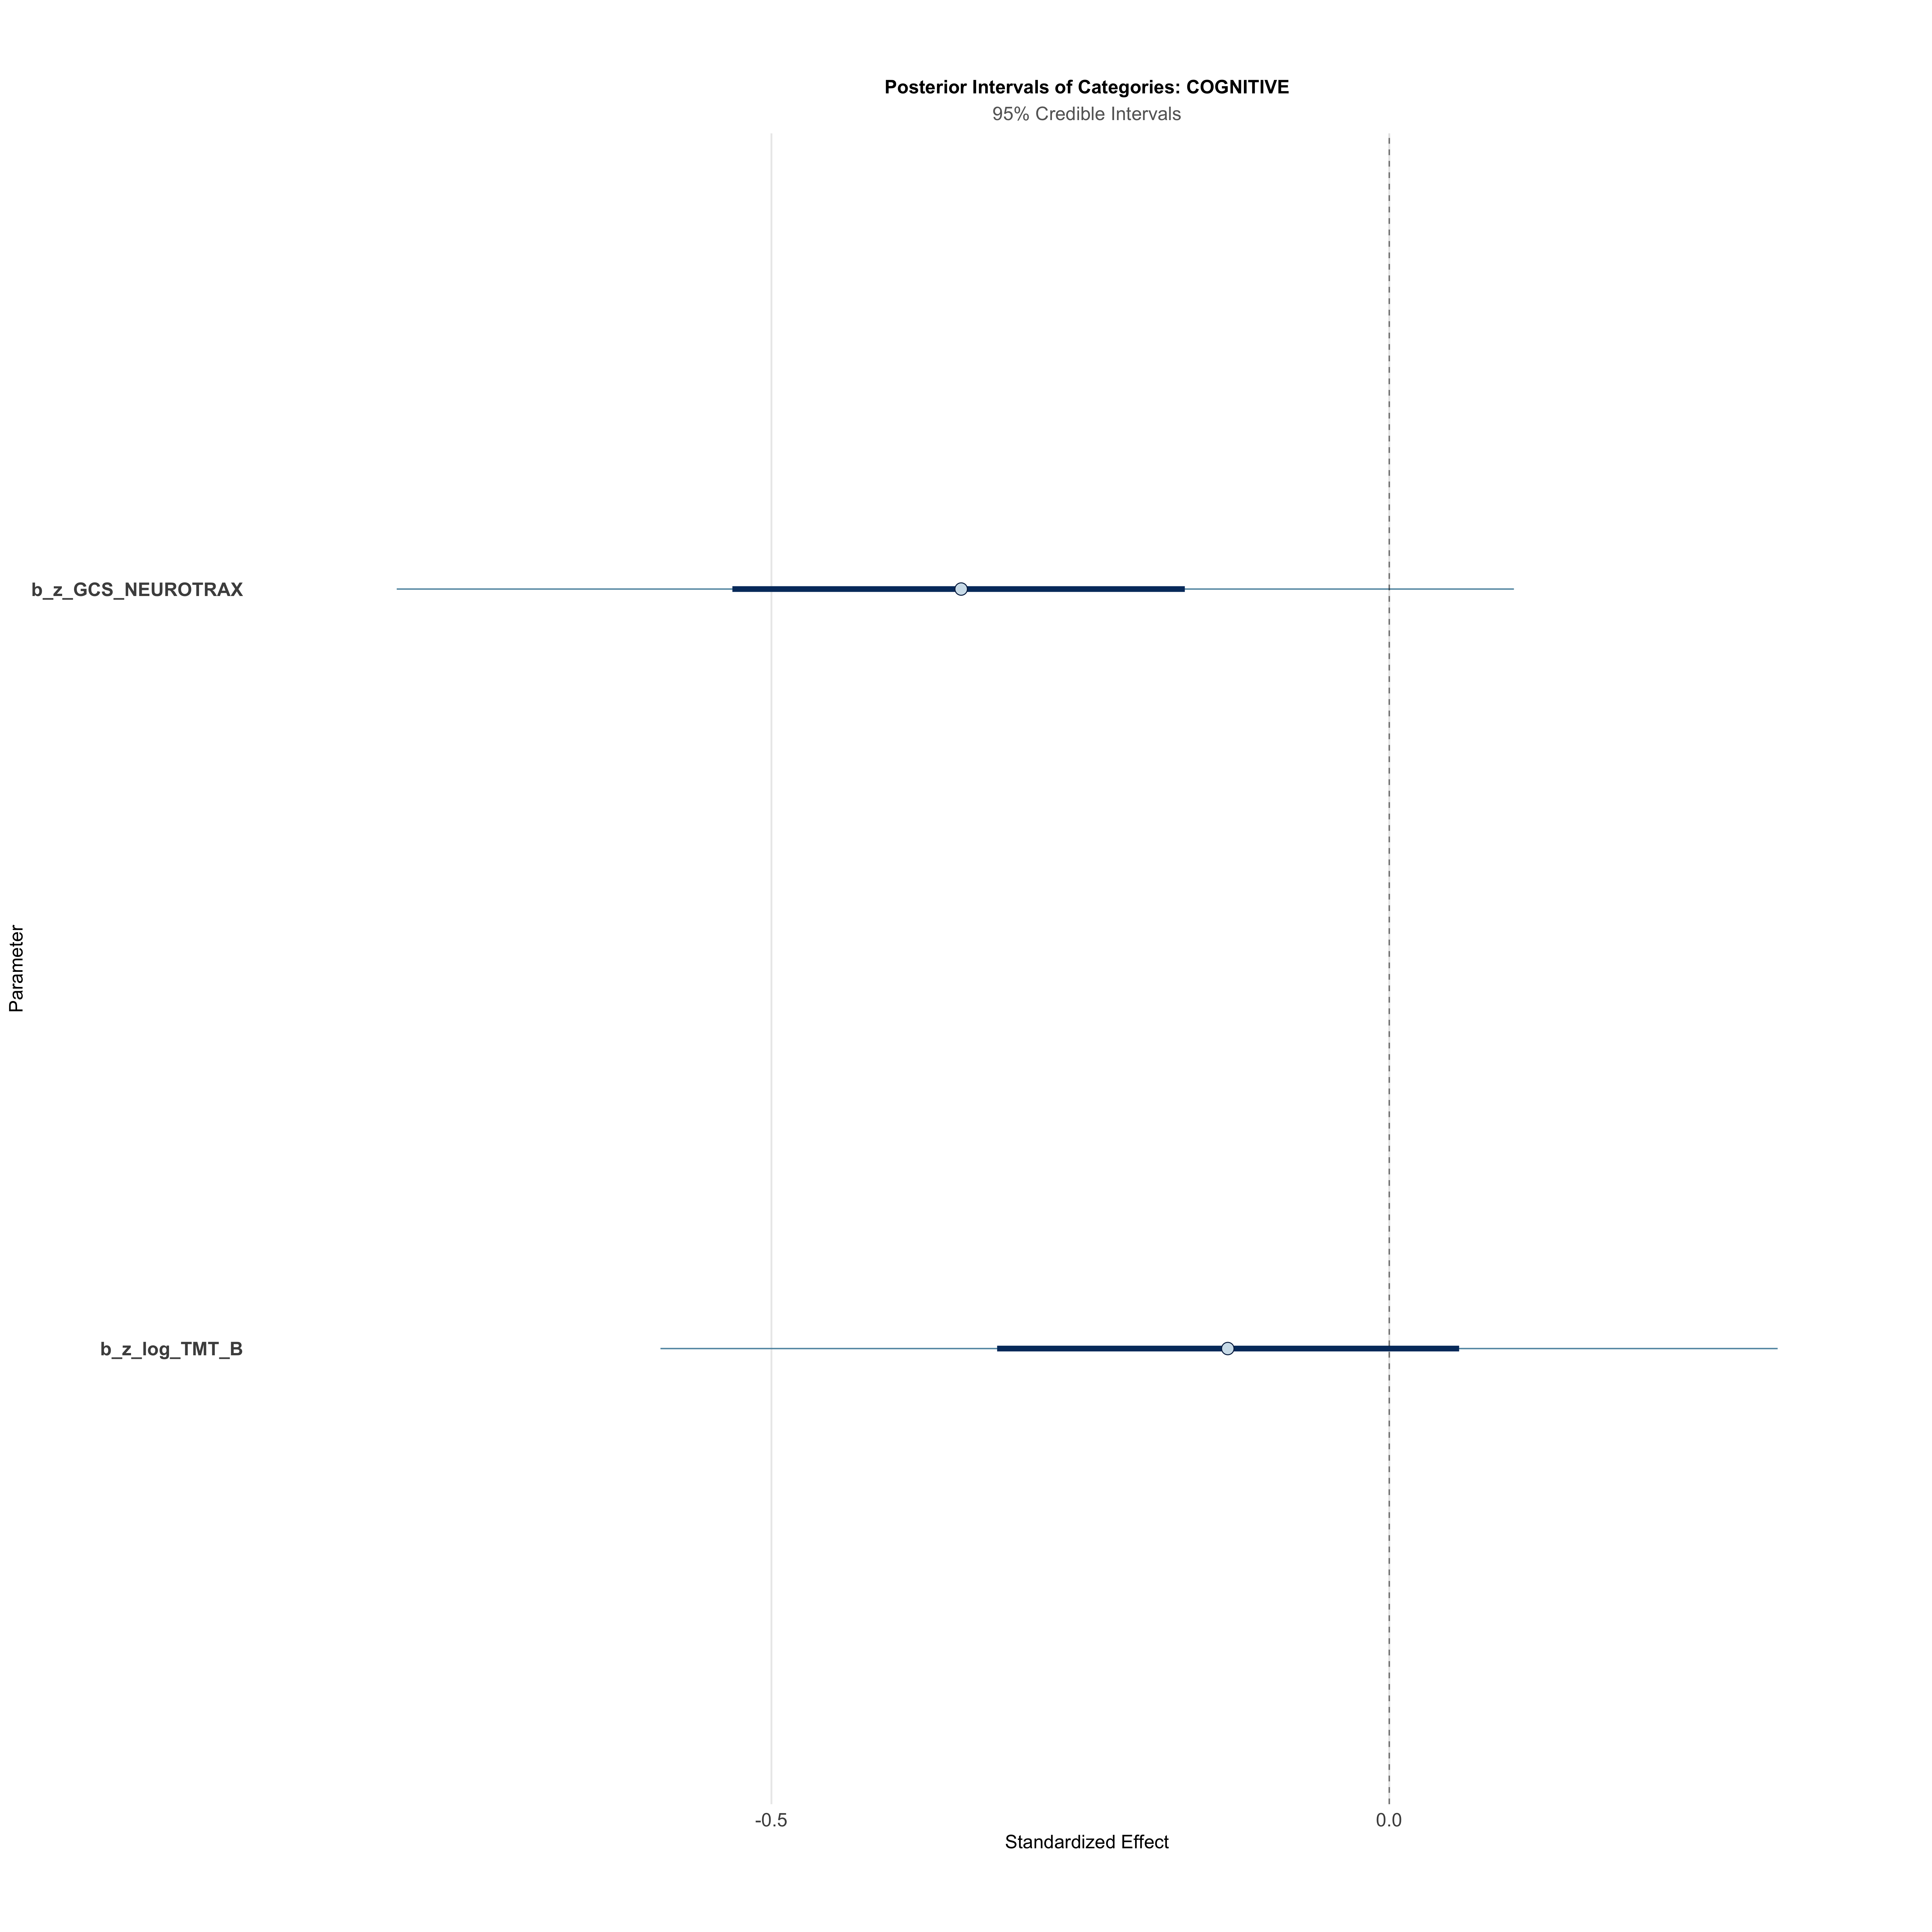 Posterior Intervals of Categories: COGNITIVE
95% Credible Intervals
b_z_GCS_NEUROTRAX
Parameter
b_z_log_TMT_B
-0.5 0.0
Standardized Effect